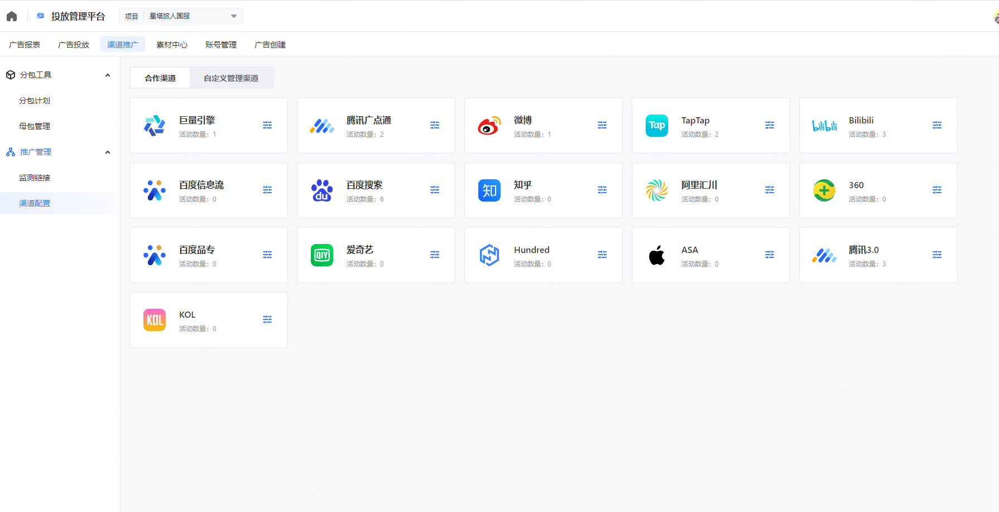 投放管理平台
项目 星塔旅人国服
广告报表 广告投放 渠道推广 素材中心 账号管理 广告创建
分包工具
分包计划
母包管理
推广管理
监测链接
渠道配置
合作渠道 自定义管理渠道
巨量引擎
活动数量：1
腾讯广点通
活动数量：2
微博
活动数量：1
Tap
TapTap
活动数量：2
bilibili
Bilibili
活动数量：3
百度信息流
活动数量：0
du
百度搜索
活动数量：6
知
知乎
活动数量：0
阿里汇川
活动数量：0
360
活动数量：0
百度品专
活动数量：0
iQIYI
爱奇艺
活动数量：0
Hundred
活动数量：0
ASA
活动数量：0
腾讯3.0
活动数量：3
KOL
KOL
活动数量：0